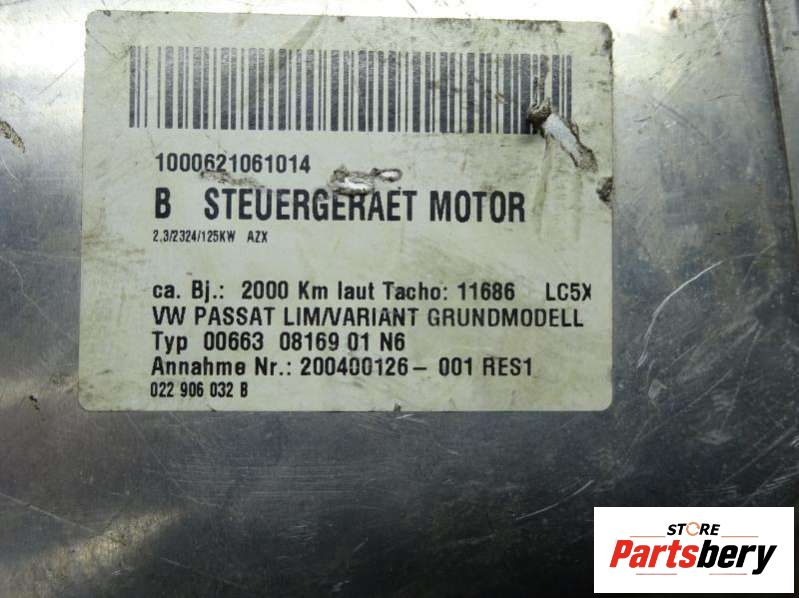 1000621061014
B STEUERGERAET MOTOR
2,3/2324/125KW AZX
ca. Bj.: 2000 Km laut Tacho: 11686 LC5X
VW PASSAT LIM/VARIANT GRUNDMODELL
Typ 00663 08169 01 N6
Annahme Nr.: 200400126- 001 RES1
022 906 032 B
STORE
Partsbery